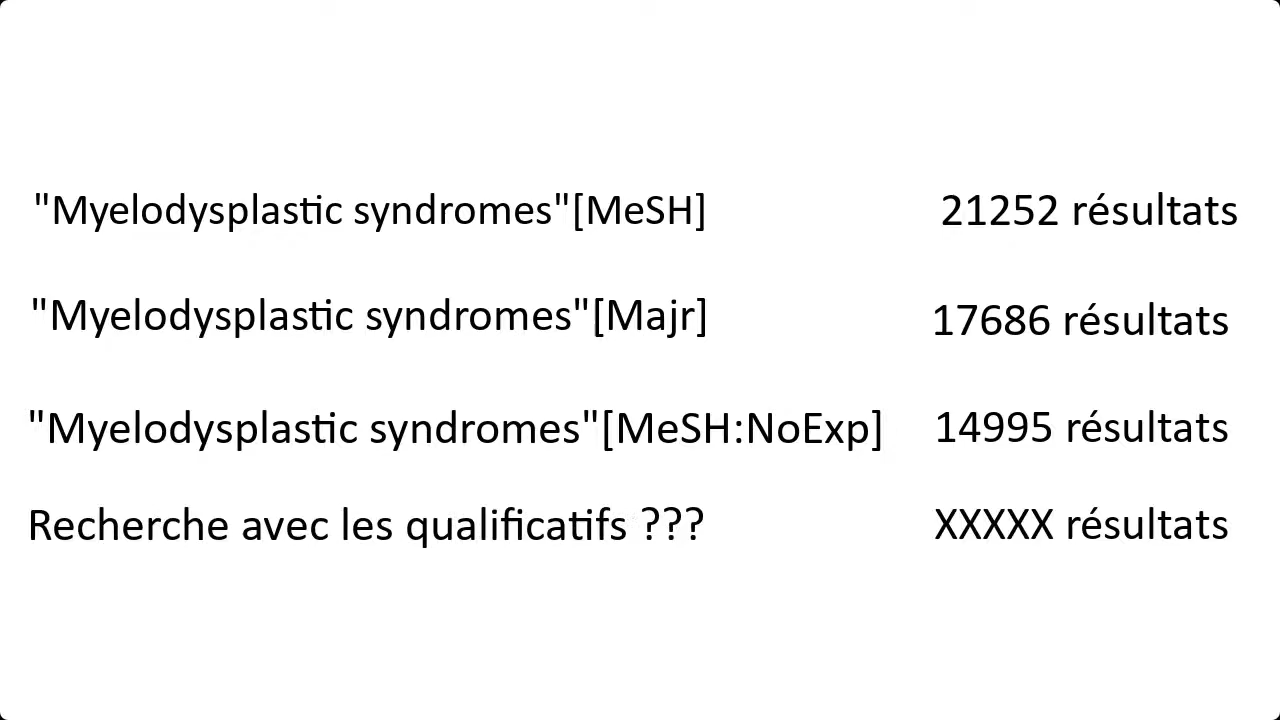 "Myelodysplastic syndromes"[MeSH] 21252 résultats
"Myelodysplastic syndromes"[Majr] 17686 résultats
"Myelodysplastic syndromes"[MeSH:NoExp] 14995 résultats
Recherche avec les qualificatifs ??? XXXXX résultats